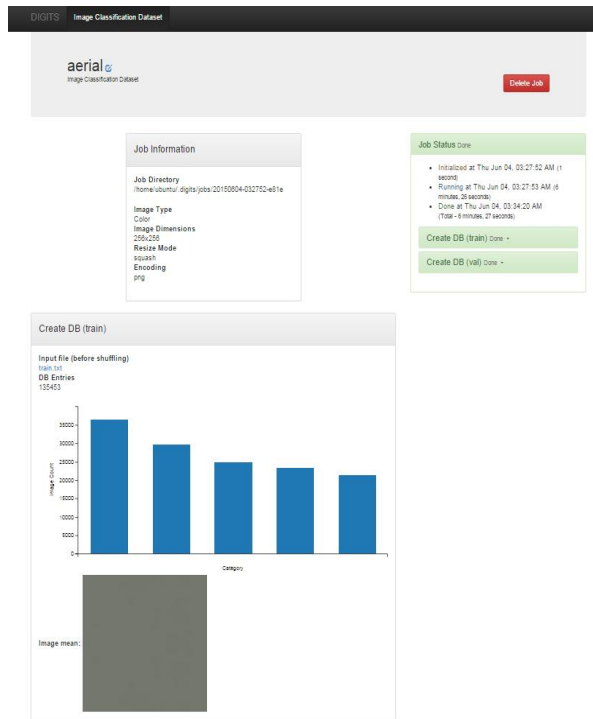 DIGITS Image Classification Dataset
aerial
Image Classification Dataset
Delete Job
Job Information
Job Directory
/home/ubuntu/.digits/jobs/20150604-032752-e81e
Image Type
Color
Image Dimensions
256x256
Resize Mode
squash
Encoding
png
Job Status Done
Initialized at Thu Jun 04, 03:27:52 AM (1
second)
Running at Thu Jun 04, 03:27:53 AM (6
minutes, 26 seconds)
Done at Thu Jun 04, 03:34:20 AM
(Total - 6 minutes, 27 seconds)
Create DB (train) Done
Create DB (val) Done
Create DB (train)
Input file (before shuffling)
train.txt
DB Entries
135453
35000
30000
25000
20000
15000
10000
5000
0
Image Count
Category
Image mean: